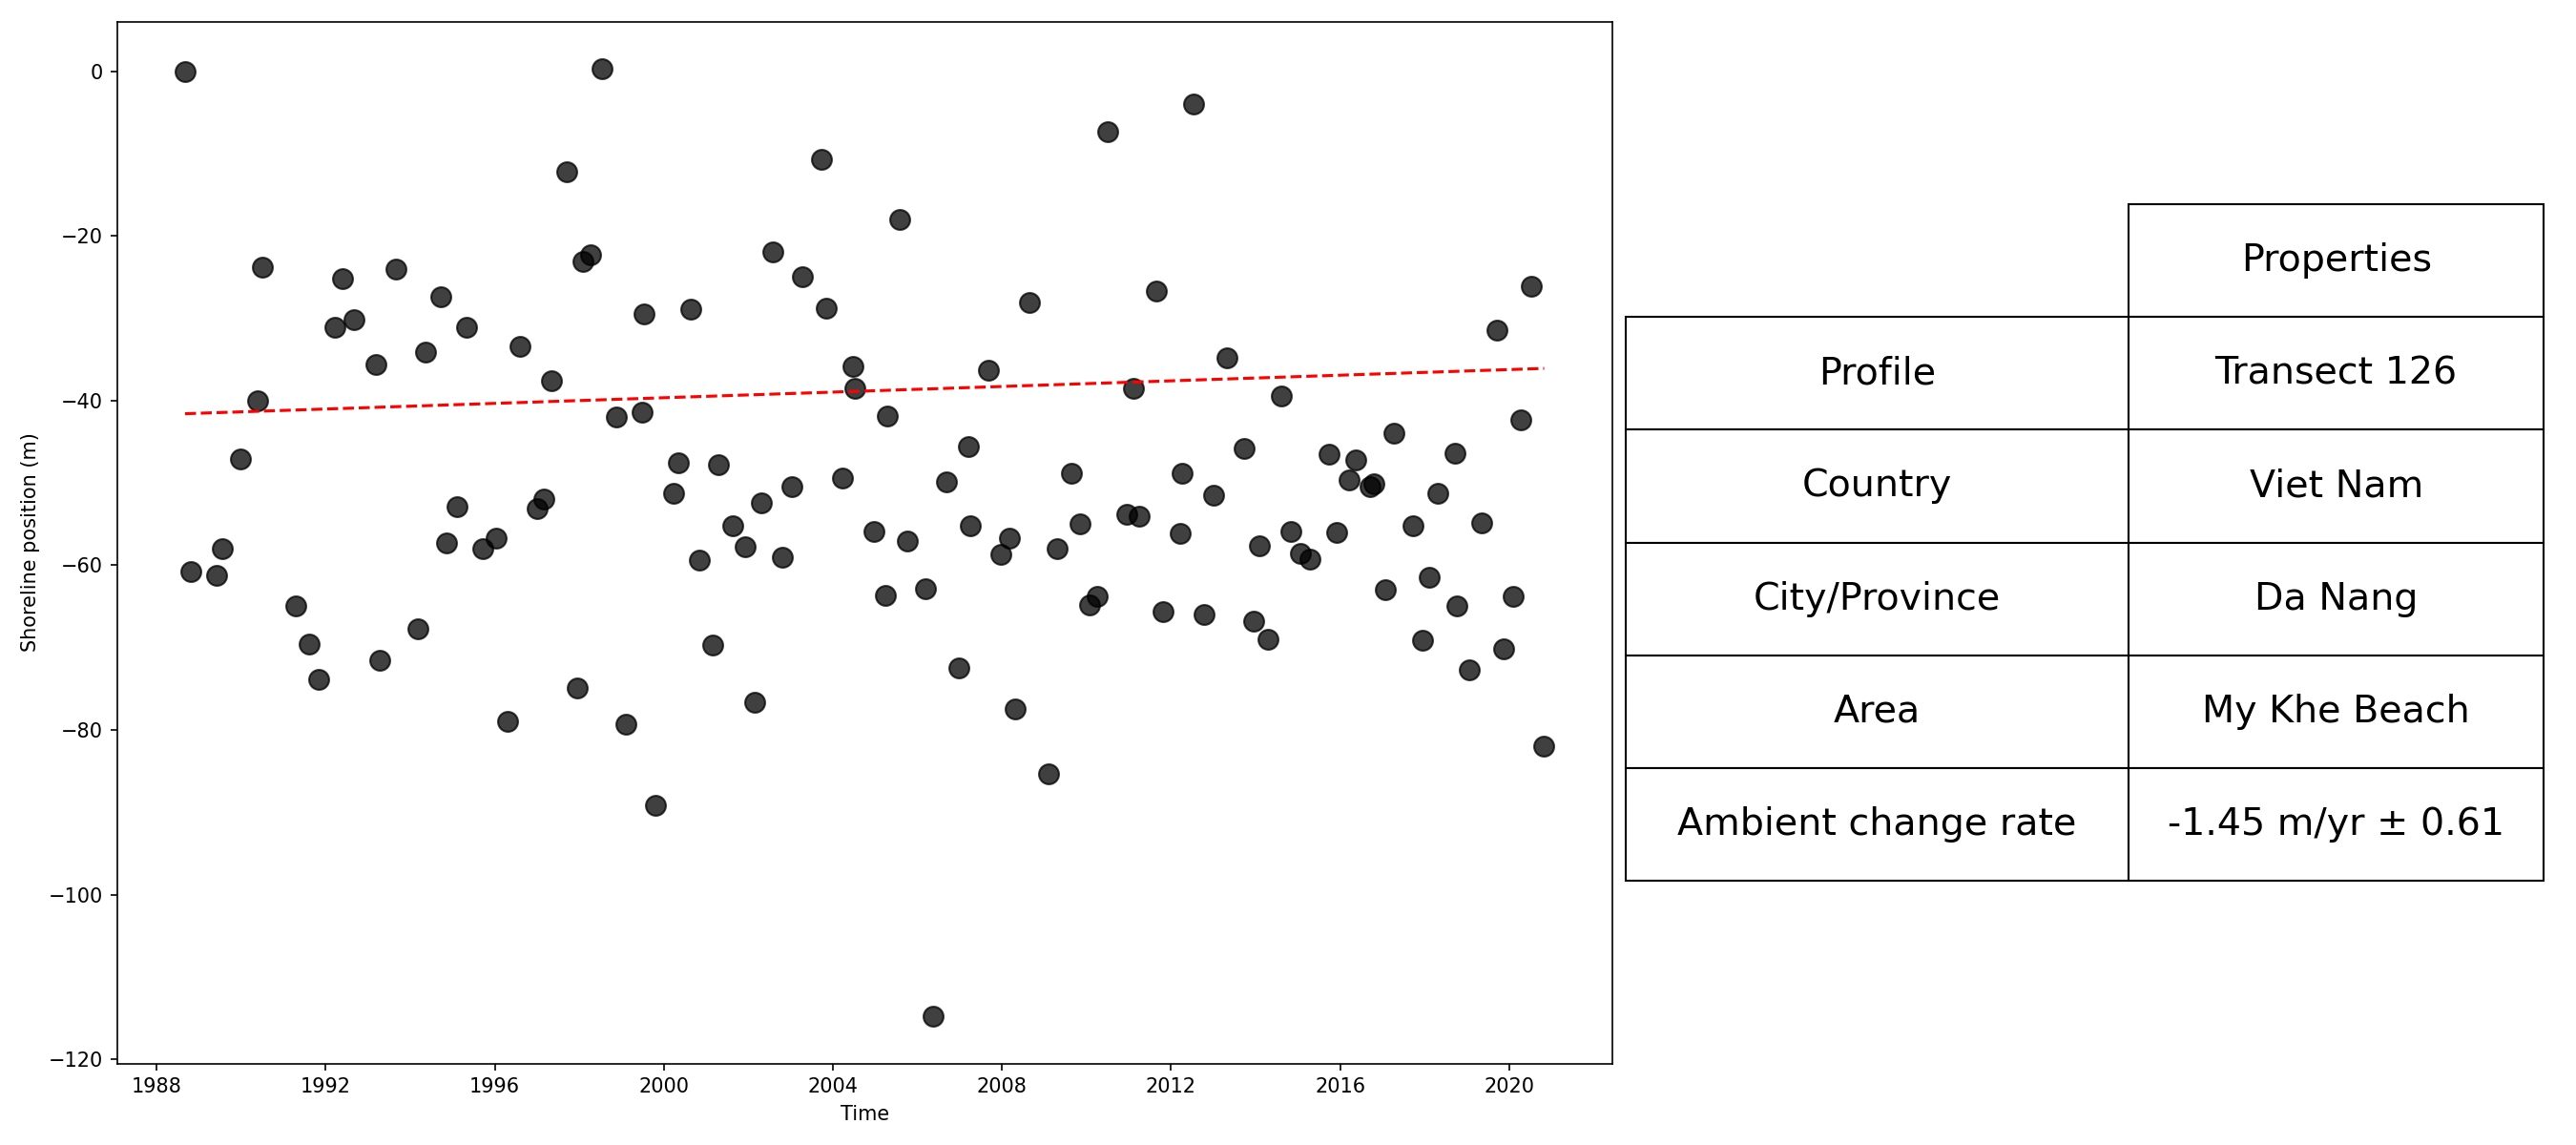 0
−20
−40
−60
−80
−100
−120
Shoreline position (m)
1988 1992 1996 2000 2004 2008 2012 2016 2020
Time
Properties
Profile Transect 126
Country Viet Nam
City/Province Da Nang
Area My Khe Beach
Ambient change rate -1.45 m/yr ± 0.61